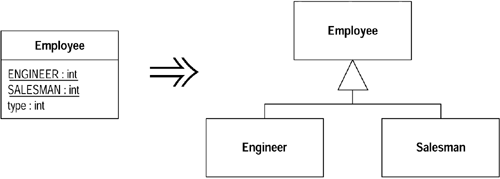 Employee
ENGINEER : int
SALESMAN : int
type : int
Employee
Engineer
Salesman